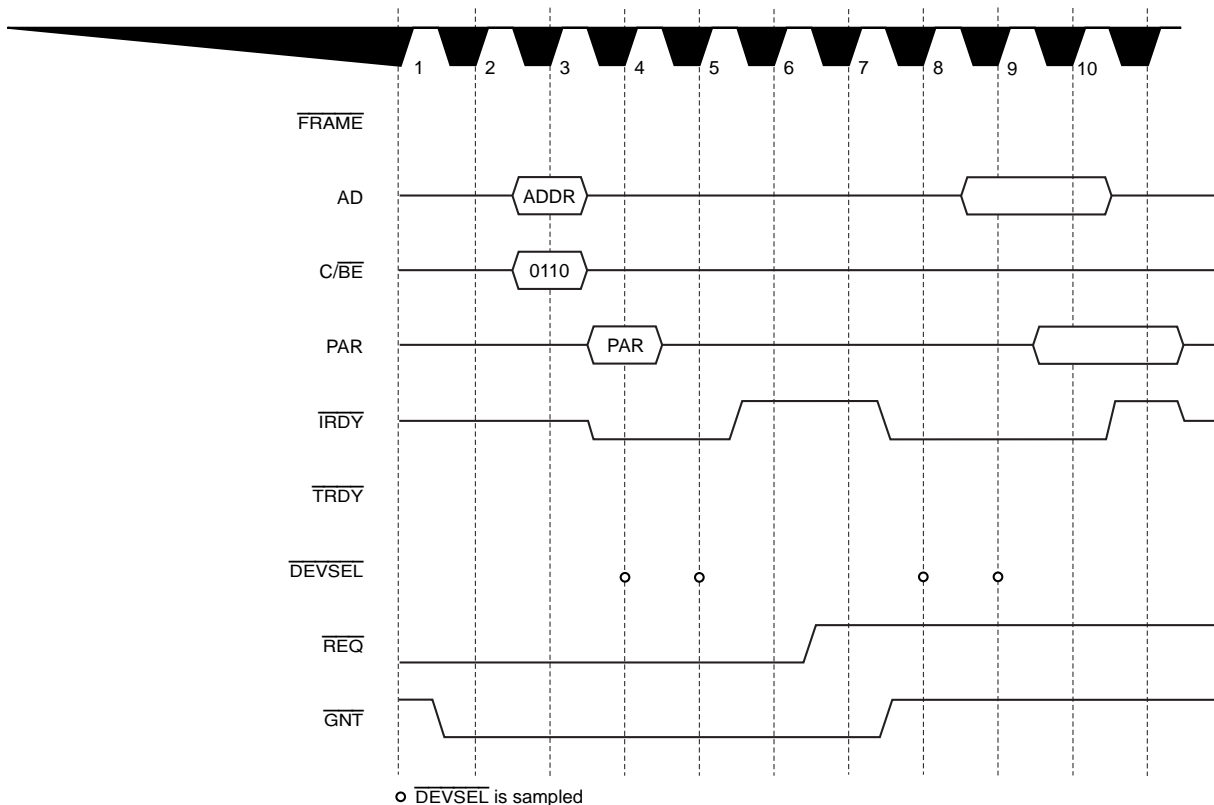 1 2 3 4 5 6 7 8 9 10
FRAME
AD ADDR
C/BE 0110
PAR PAR
IRDY
TRDY
DEVSEL
REQ
GNT
DEVSEL is sampled